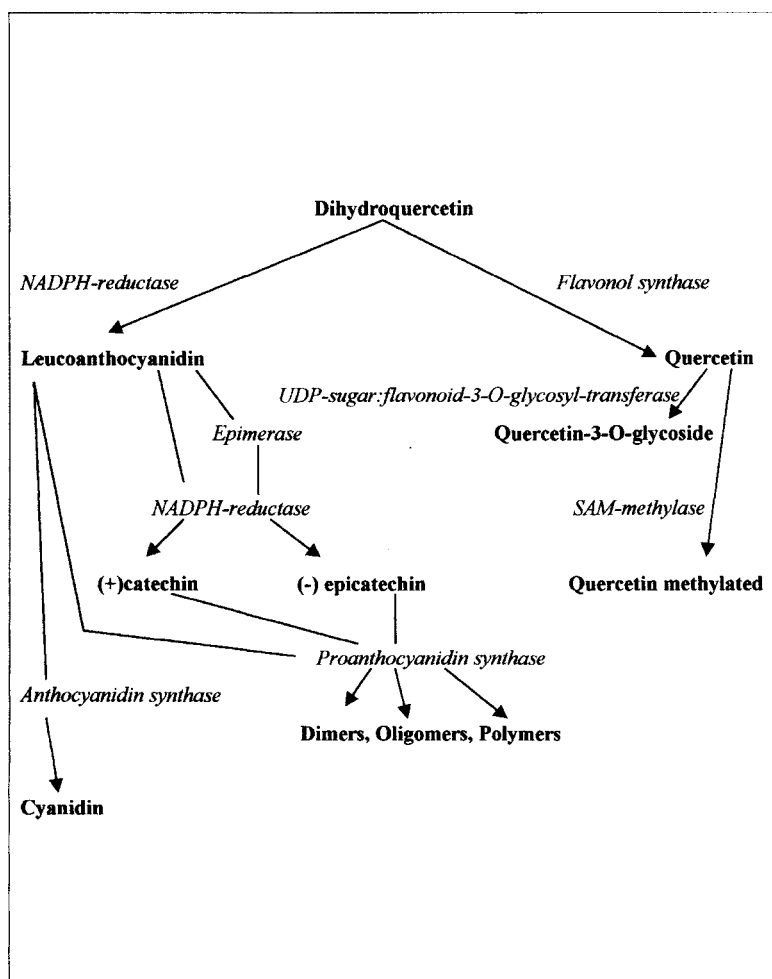 Dihydroquercetin
NADPH-reductase
Flavonol synthase
Leucoanthocyanidin
Quercetin
UDP-sugar:flavonoid-3-O-glycosyl-transferase
Epimerase
Quercetin-3-O-glycoside
NADPH-reductase
SAM-methylase
(+)catechin
(-) epicatechin
Quercetin methylated
Proanthocyanidin synthase
Anthocyanidin synthase
Dimers, Oligomers, Polymers
Cyanidin